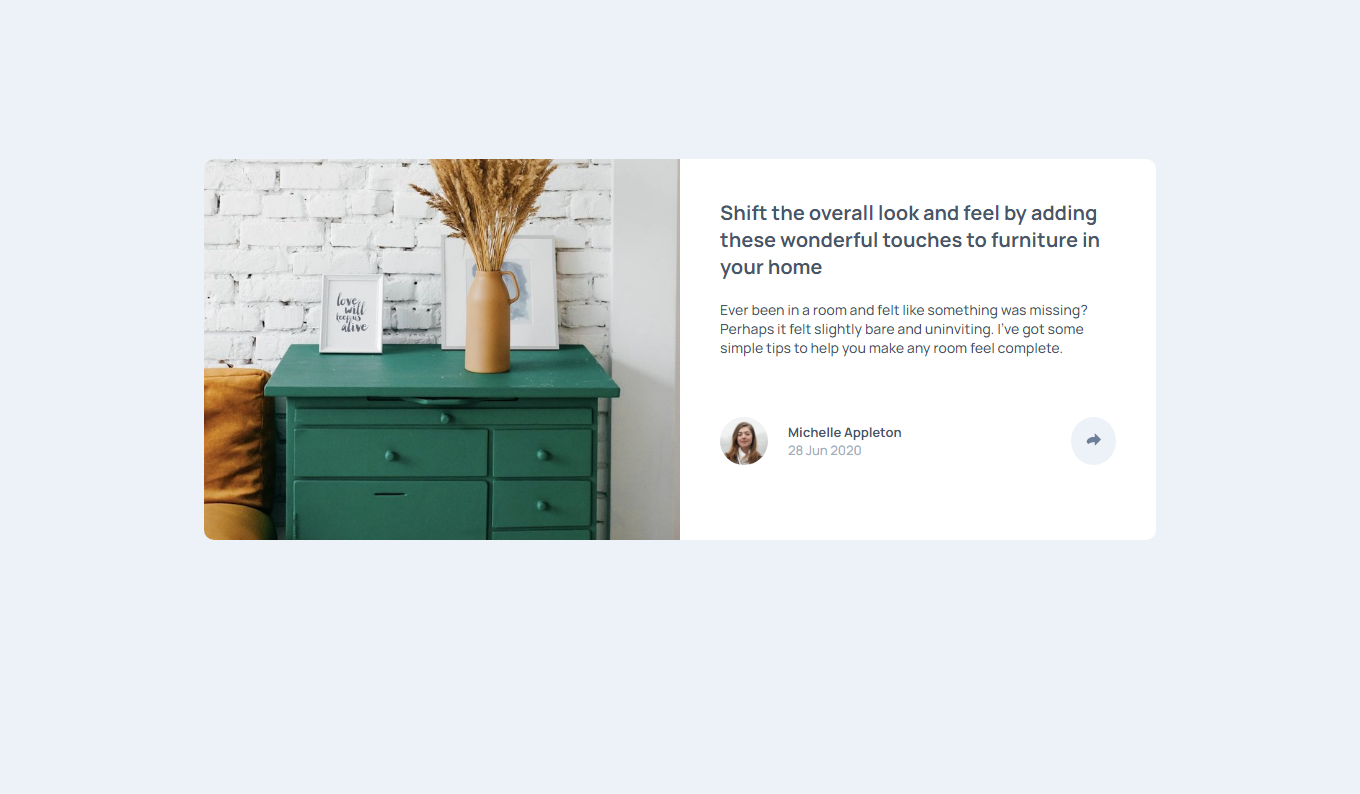 love
will
keep us
alive
Shift the overall look and feel by adding
these wonderful touches to furniture in
your home
Ever been in a room and felt like something was missing?
Perhaps it felt slightly bare and uninviting. I've got some
simple tips to help you make any room feel complete.
Michelle Appleton
28 Jun 2020